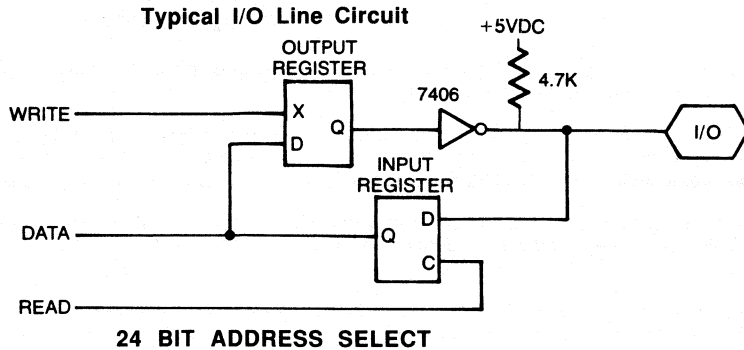 Typical I/O Line Circuit
+5VDC
OUTPUT
REGISTER
4.7K
7406
WRITE
X
Q
D
I/O
INPUT
REGISTER
D
DATA
Q
C
READ
24 BIT ADDRESS SELECT